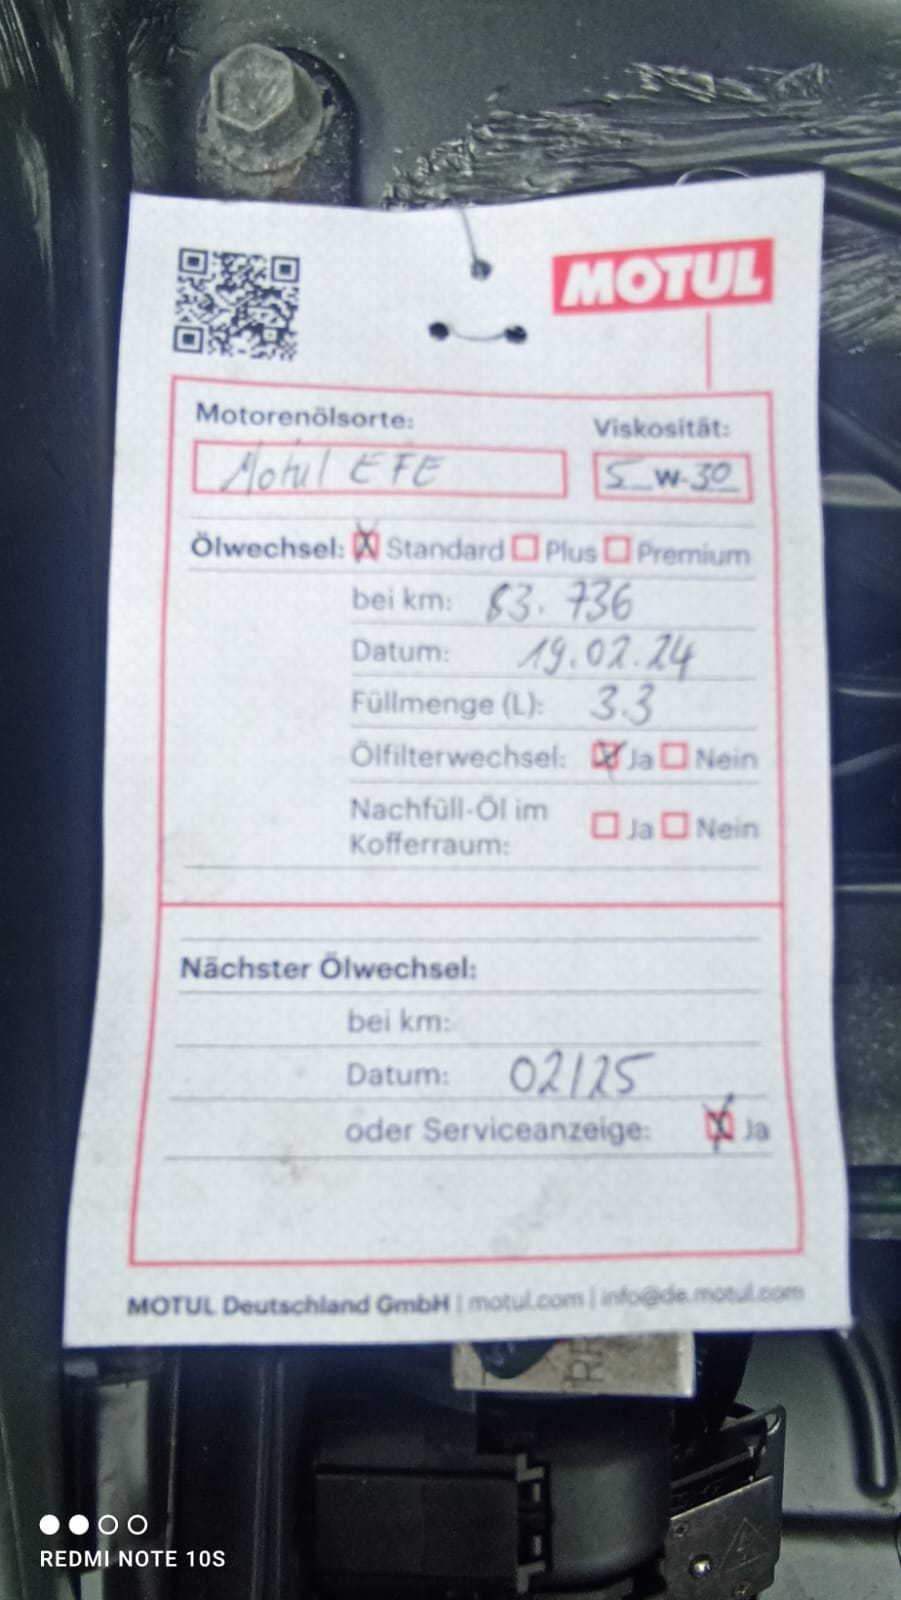 MOTUL
Motorenölsorte: Viskosität:
Motul EFE 5 W-30
Ölwechsel: Standard Plus Premium
bei km: 83.736
Datum: 19.02.24
Füllmenge (L): 3.3
Ölfilterwechsel: Ja Nein
Nachfüll-Öl im
Kofferraum: Ja Nein
Nächster Ölwechsel:
bei km:
Datum: 02/25
oder Serviceanzeige: Ja
MOTUL Deutschland GmbH | motul.com | info@de.motul.com
REDMI NOTE 10S